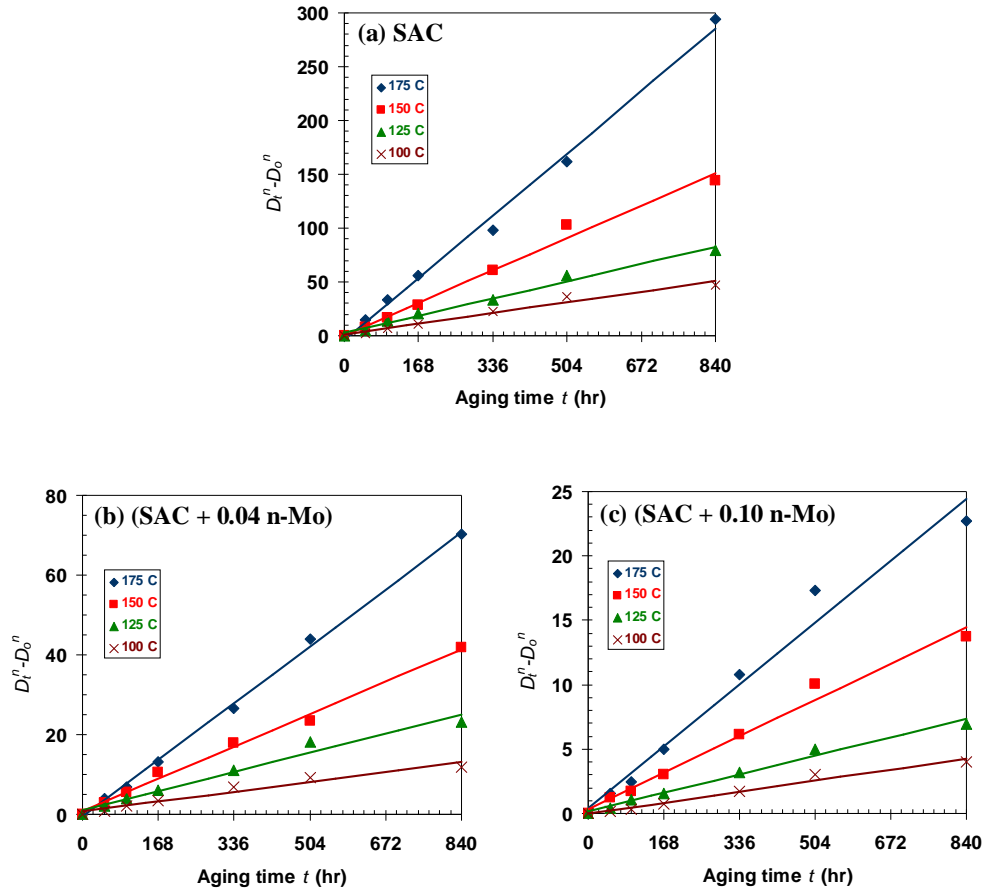 (a) SAC
300
250
200
150
100
50
0
175 C
150 C
125 C
100 C
Dₜⁿ-Dₒⁿ
0 168 336 504 672 840
Aging time t (hr)
(b) (SAC + 0.04 n-Mo)
80
60
40
20
0
175 C
150 C
125 C
100 C
Dₜⁿ-Dₒⁿ
0 168 336 504 672 840
Aging time t (hr)
(c) (SAC + 0.10 n-Mo)
25
20
15
10
5
0
175 C
150 C
125 C
100 C
Dₜⁿ-Dₒⁿ
0 168 336 504 672 840
Aging time t (hr)